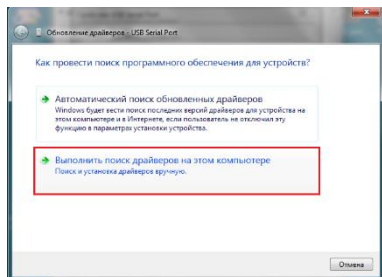 Обновление драйверов - USB Serial Port
Как провести поиск программного обеспечения для устройств?
Автоматический поиск обновленных драйверов
Windows будет вести поиск последних версий драйверов для устройства на
этом компьютере и в Интернете, если пользователь не отключил эту
функцию в параметрах установки устройства.
Выполнить поиск драйверов на этом компьютере
Поиск и установка драйверов вручную.
Отмена